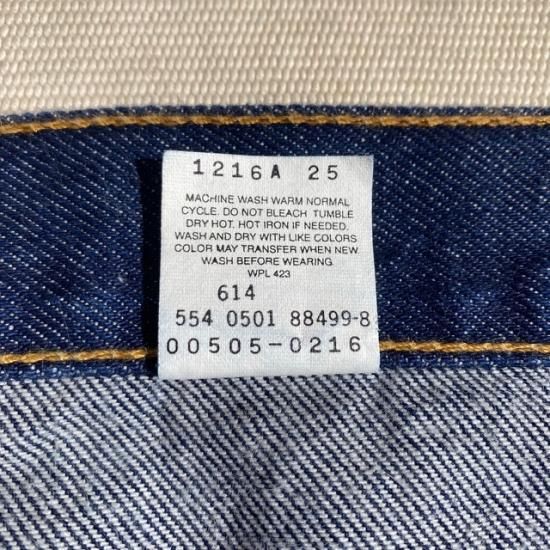 1216A 25
MACHINE WASH WARM NORMAL
CYCLE. DO NOT BLEACH TUMBLE
DRY HOT. HOT IRON IF NEEDED.
WASH AND DRY WITH LIKE COLORS
COLOR MAY TRANSFER WHEN NEW.
WASH BEFORE WEARING.
WPL 423
614
554 0501 88499-8
00505-0216